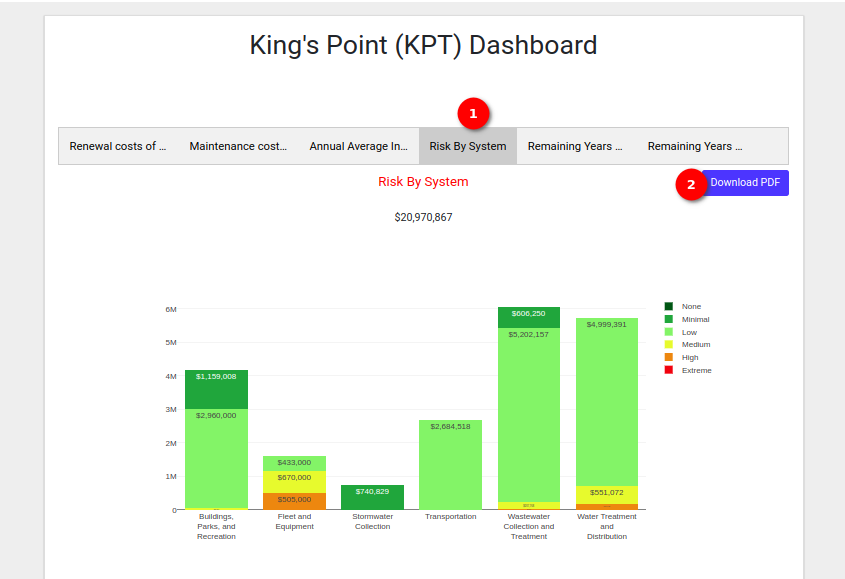 King's Point (KPT) Dashboard
1
Renewal costs of ... Maintenance cost... Annual Average In... Risk By System Remaining Years ... Remaining Years ...
Risk By System
2 Download PDF
$20,970,867
6M
5M
4M
3M
2M
1M
0
$1,159,008
$2,960,000
$433,000
$670,000
$505,000
$740,829
$2,684,518
$606,250
$5,202,157
$4,999,391
$551,072
Buildings,
Parks, and
Recreation
Fleet and
Equipment
Stormwater
Collection
Transportation
Wastewater
Collection and
Treatment
Water Treatment
and
Distribution
None
Minimal
Low
Medium
High
Extreme